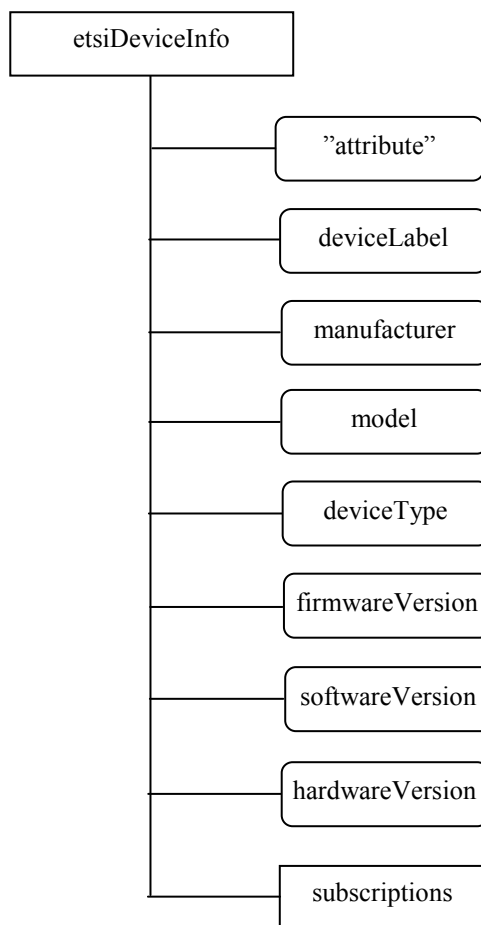 etsiDeviceInfo
”attribute”
deviceLabel
manufacturer
model
deviceType
firmwareVersion
softwareVersion
hardwareVersion
subscriptions